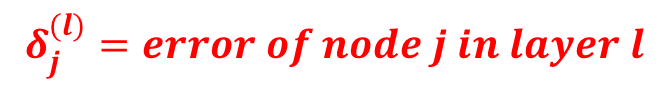 δ_j^{(l)} = error of node j in layer l